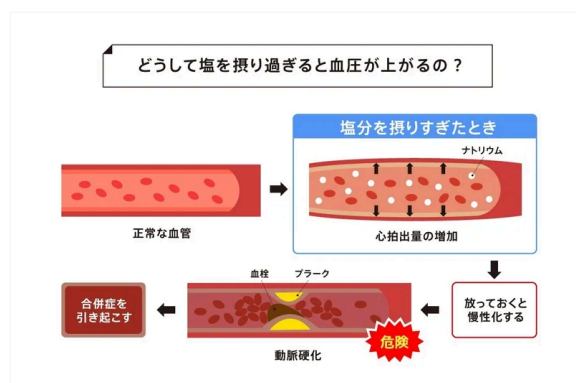 どうして塩を摂り過ぎると血圧が上がるの？
塩分を摂りすぎたとき
ナトリウム
正常な血管
心拍出量の増加
放っておくと
慢性化する
血栓
プラーク
危険
動脈硬化
合併症を
引き起こす